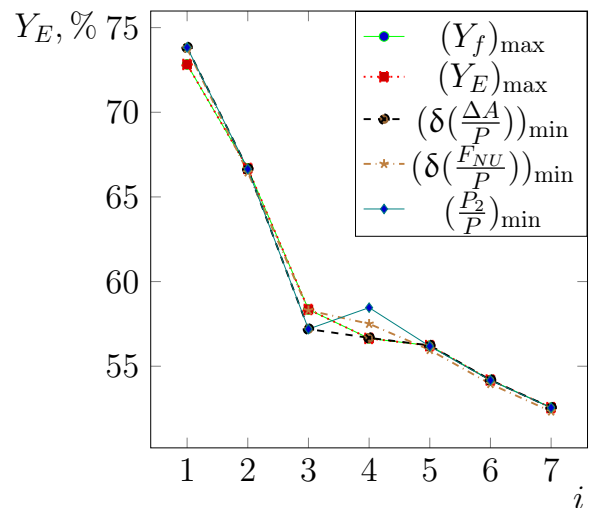 Y_E, %
75
70
65
60
55
1 2 3 4 5 6 7
i
(Y_f)_max
(Y_E)_max
(δ(ΔA/P))_min
(δ(F_NU/P))_min
(P_2/P)_min